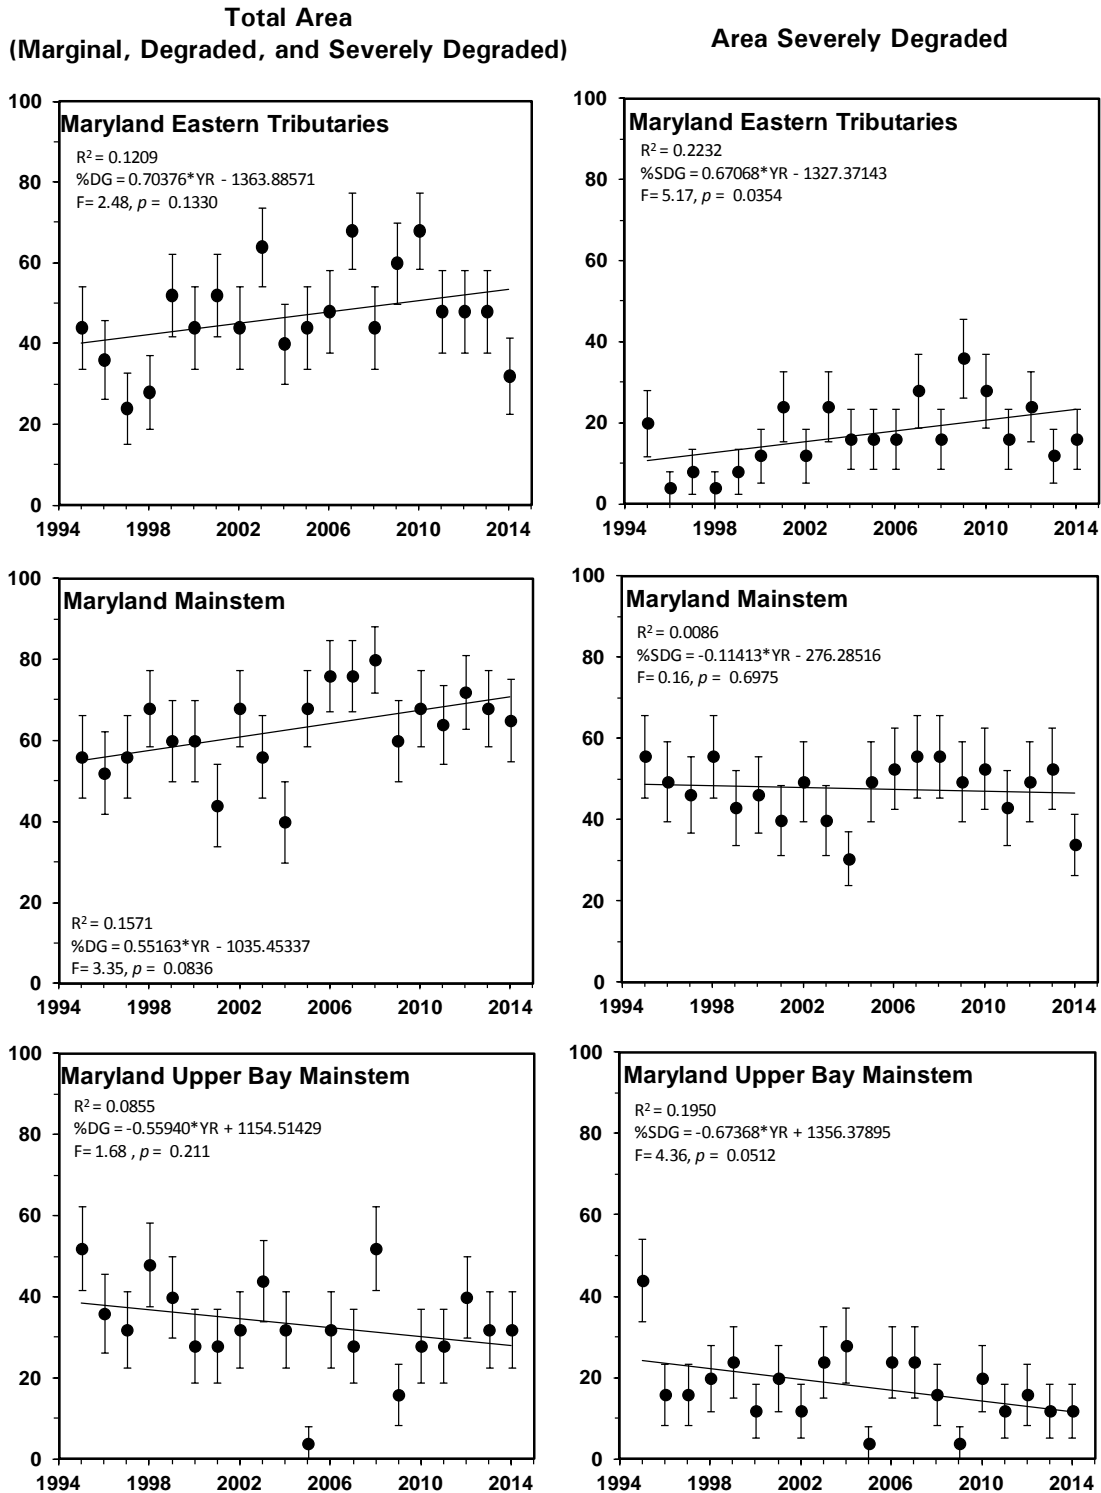 Total Area
(Marginal, Degraded, and Severely Degraded)
Area Severely Degraded
100
80
60
40
20
0
Maryland Eastern Tributaries
R² = 0.1209
%DG = 0.70376*YR - 1363.88571
F= 2.48, p = 0.1330
1994 1998 2002 2006 2010 2014
100
80
60
40
20
0
Maryland Eastern Tributaries
R² = 0.2232
%SDG = 0.67068*YR - 1327.37143
F= 5.17, p = 0.0354
1994 1998 2002 2006 2010 2014
100
80
60
40
20
0
Maryland Mainstem
R² = 0.1571
%DG = 0.55163*YR - 1035.45337
F= 3.35, p = 0.0836
1994 1998 2002 2006 2010 2014
100
80
60
40
20
0
Maryland Mainstem
R² = 0.0086
%SDG = -0.11413*YR - 276.28516
F= 0.16, p = 0.6975
1994 1998 2002 2006 2010 2014
100
80
60
40
20
0
Maryland Upper Bay Mainstem
R² = 0.0855
%DG = -0.55940*YR + 1154.51429
F= 1.68 , p = 0.211
1994 1998 2002 2006 2010 2014
100
80
60
40
20
0
Maryland Upper Bay Mainstem
R² = 0.1950
%SDG = -0.67368*YR + 1356.37895
F= 4.36, p = 0.0512
1994 1998 2002 2006 2010 2014